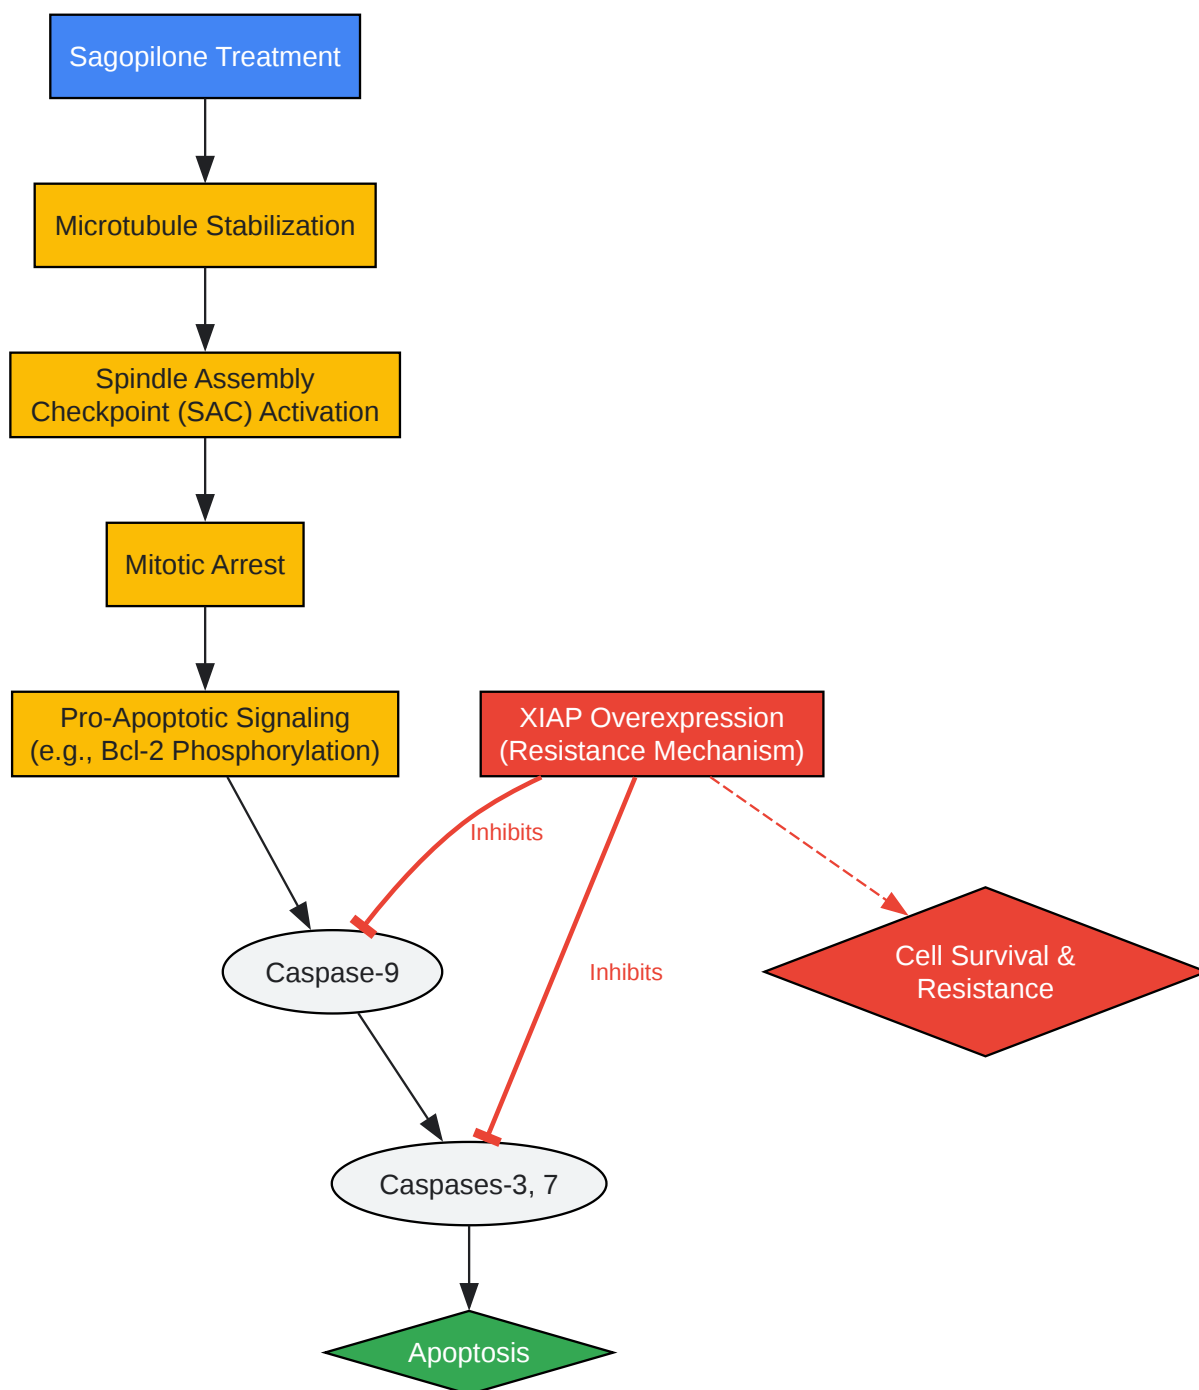 Sagopilone Treatment
Microtubule Stabilization
Spindle Assembly
Checkpoint (SAC) Activation
Mitotic Arrest
Pro-Apoptotic Signaling
(e.g., Bcl-2 Phosphorylation)
XIAP Overexpression
(Resistance Mechanism)
Inhibits
Inhibits
Caspase-9
Cell Survival &
Resistance
Caspases-3, 7
Apoptosis